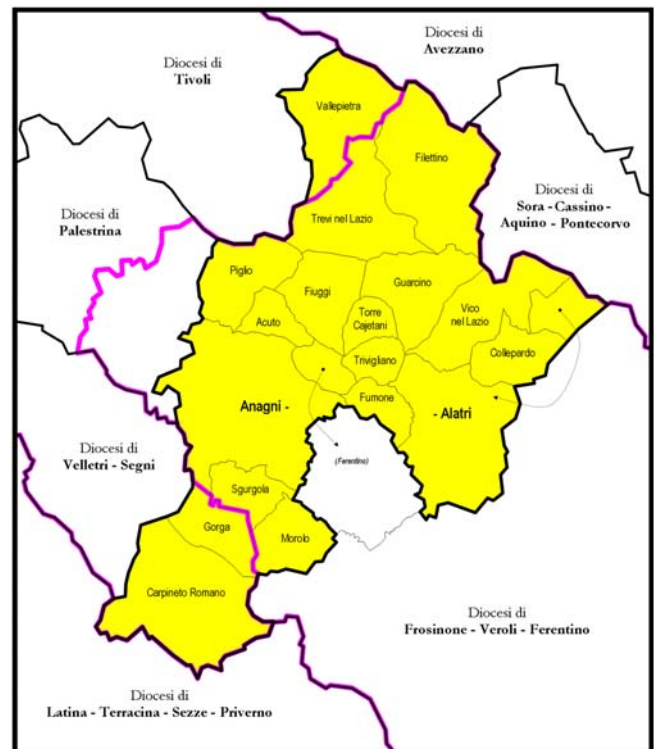 Diocesi di
Avezzano
Diocesi di
Tivoli
Vallepietra
Filettino
Diocesi di
Sora - Cassino -
Aquino - Pontecorvo
Diocesi di
Palestrina
Trevi nel Lazio
Piglio
Fiuggi
Guarcino
Acuto
Torre
Cajetani
Vico
nel Lazio
Trivigliano
Collepardo
Anagni -
Fumone
- Alatri
Diocesi di
Velletri - Segni
(Ferentino)
Sgurgola
Gorga
Morolo
Carpineto Romano
Diocesi di
Frosinone - Veroli - Ferentino
Diocesi di
Latina - Terracina - Sezze - Priverno